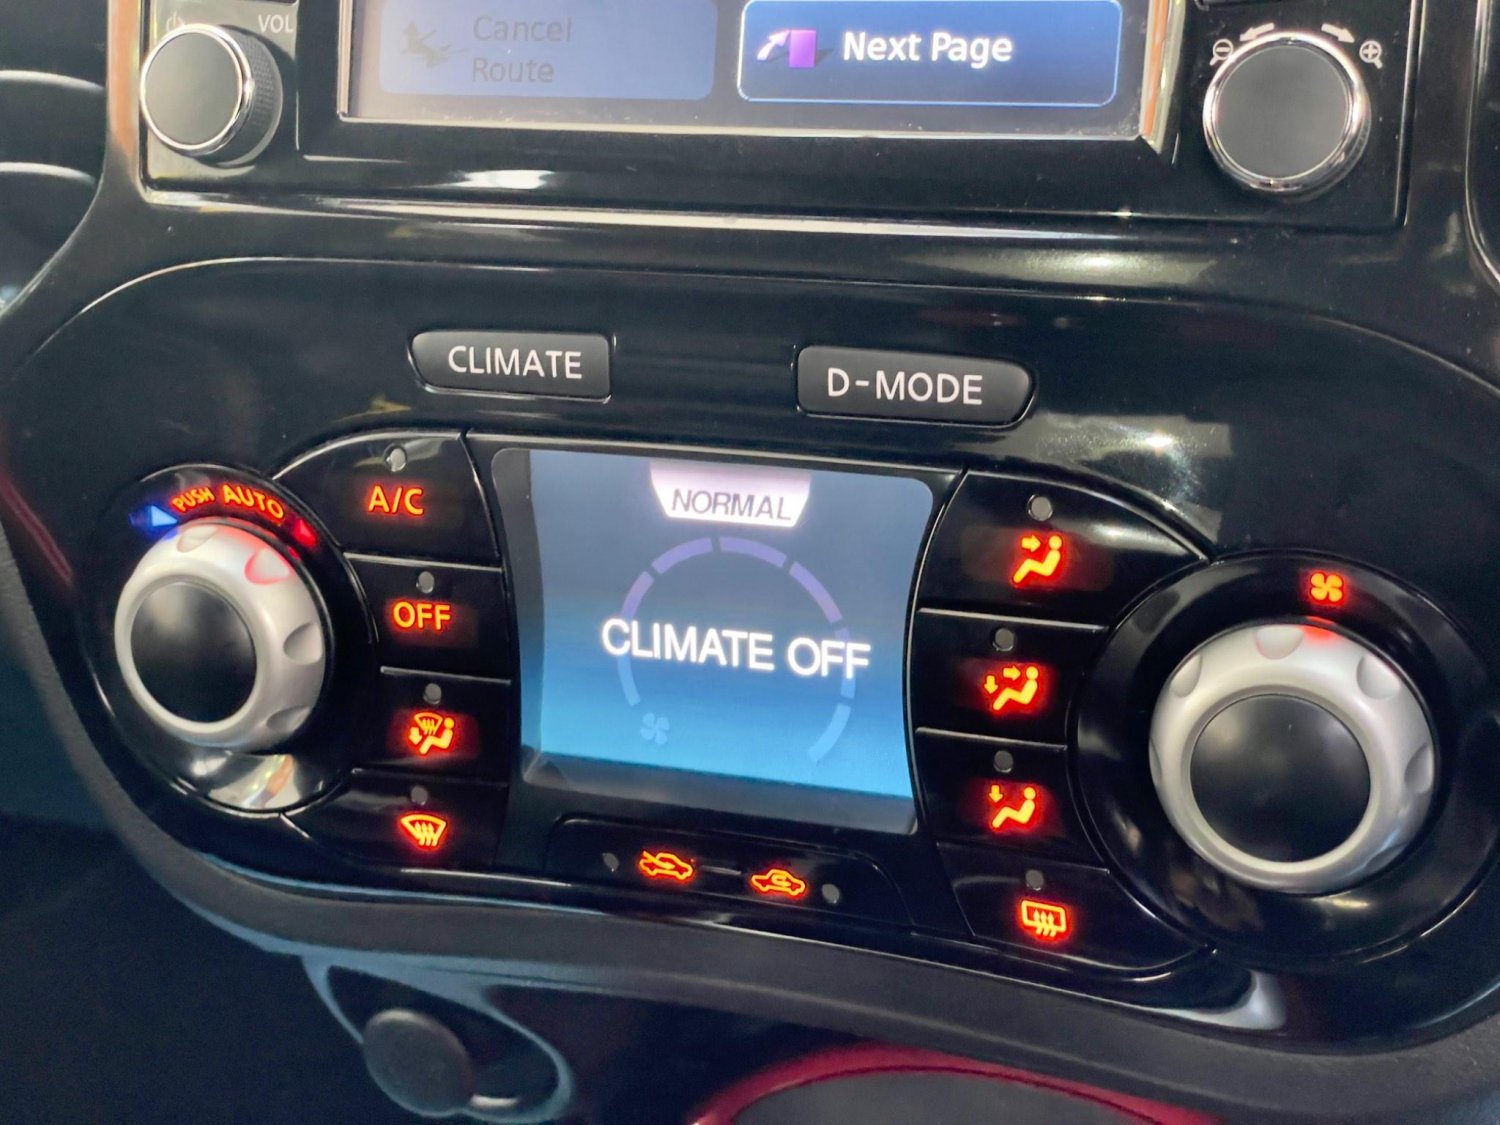 VOL
Cancel
Route
Next Page
CLIMATE
D-MODE
PUSH AUTO
A/C
NORMAL
OFF
CLIMATE OFF